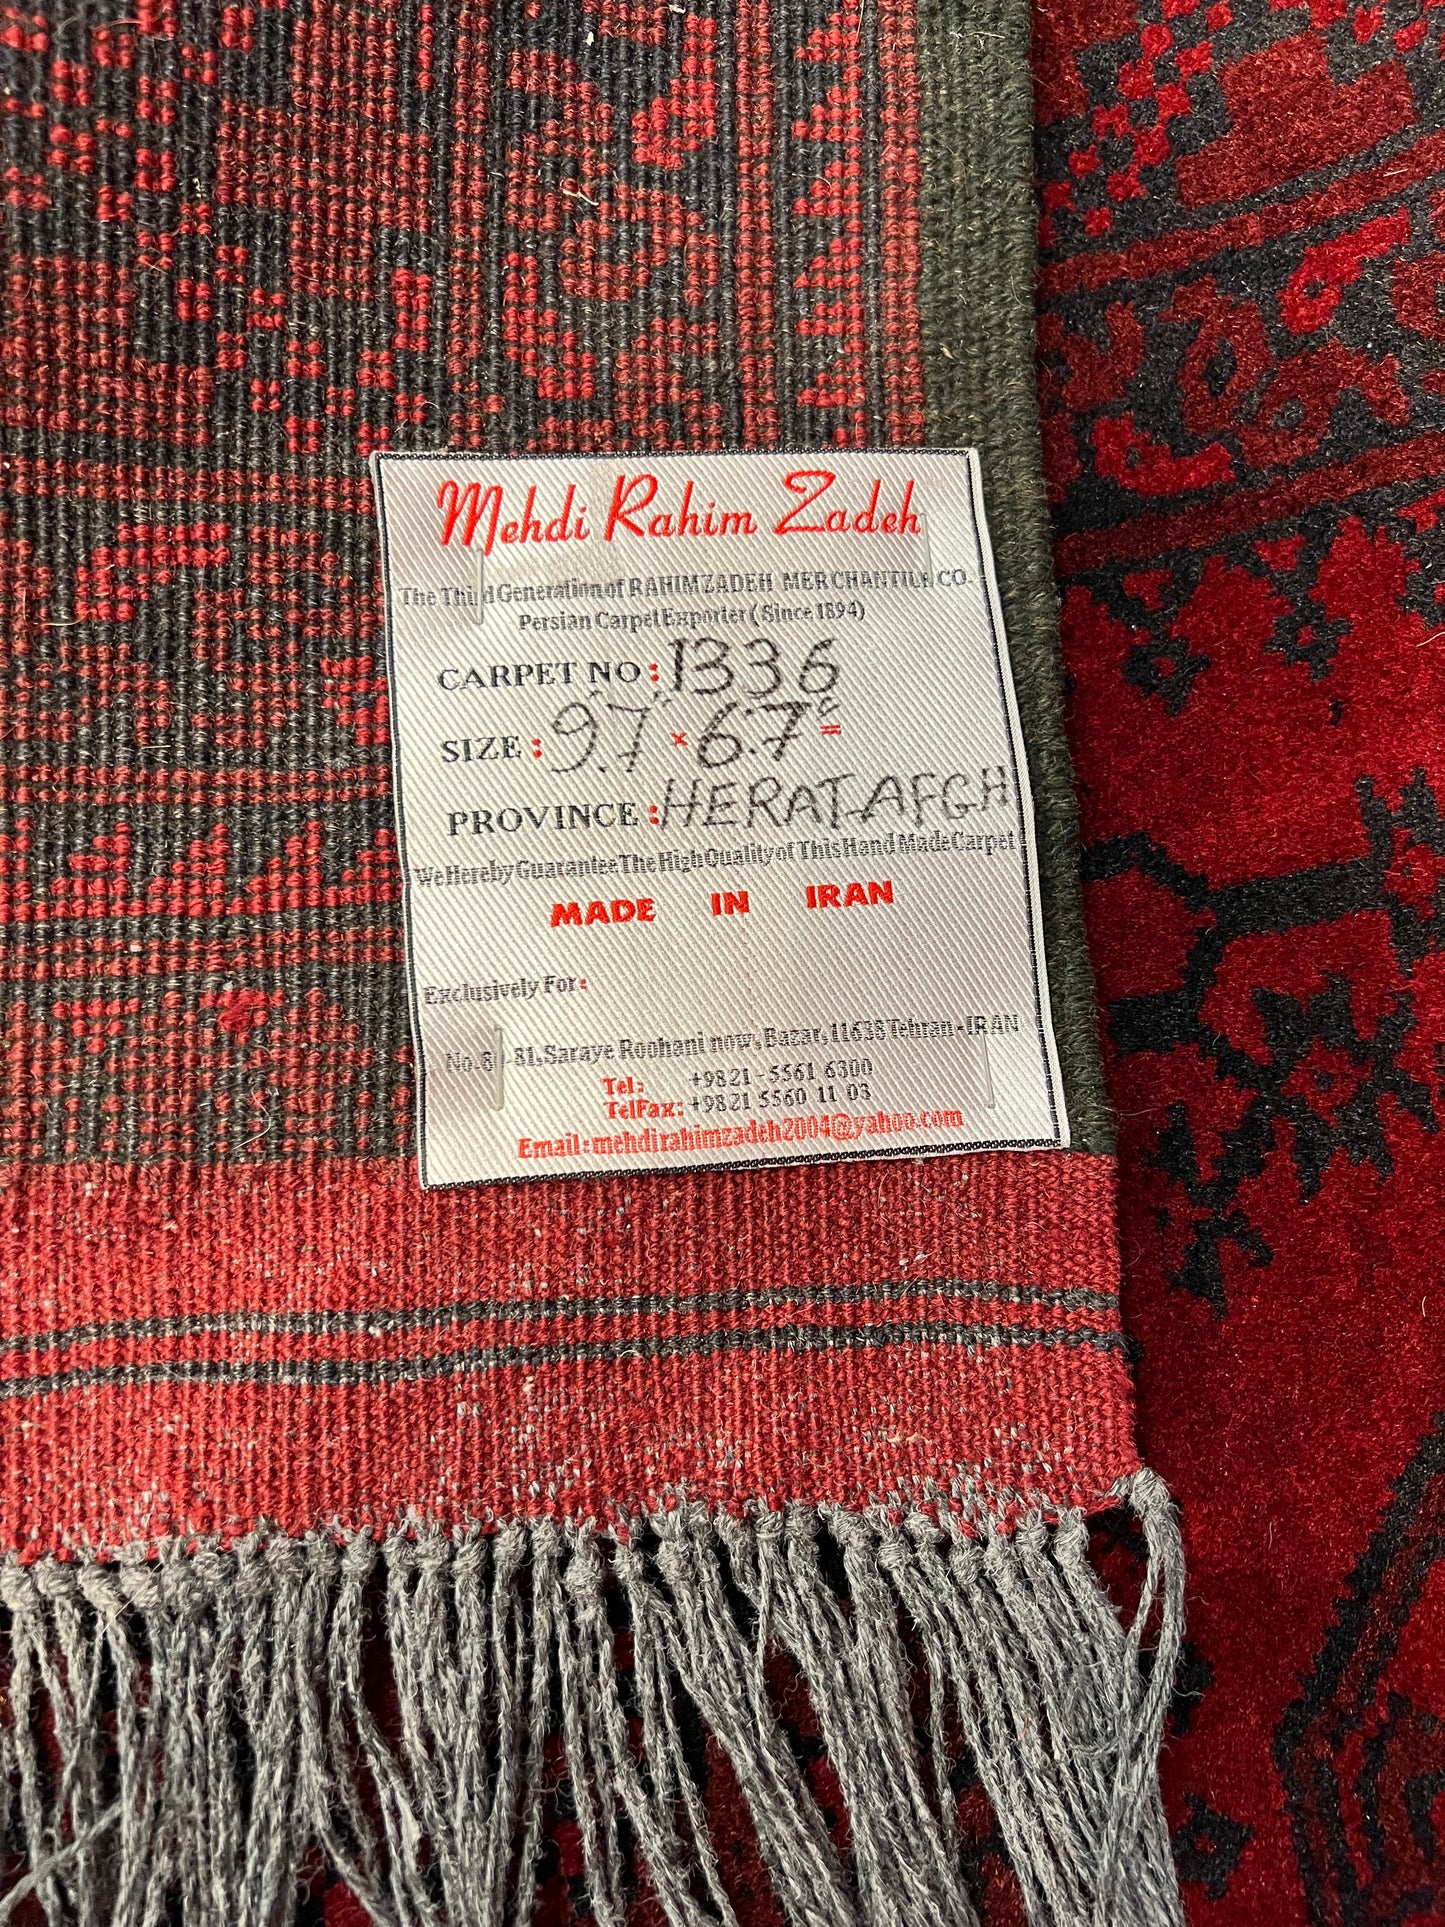 Mehdi Rahim Zadeh
The Third Generation of RAHIMZADEH MERCHANTILE CO.
Persian Carpet Exporter (Since 1894)
CARPET NO: 1336
SIZE: 9.7' × 6.7' =
PROVINCE: HERAT-AFGH
We Hereby Guarantee The High Quality of This Hand Made Carpet
MADE IN IRAN
Exclusively For:
No. 80-81, Saraye Roohani now, Bazar, 11638 Tehran-IRAN
Tel: +9821-5561 6300
TelFax: +9821 5560 11 03
Email: mehdirahimzadeh2004@yahoo.com